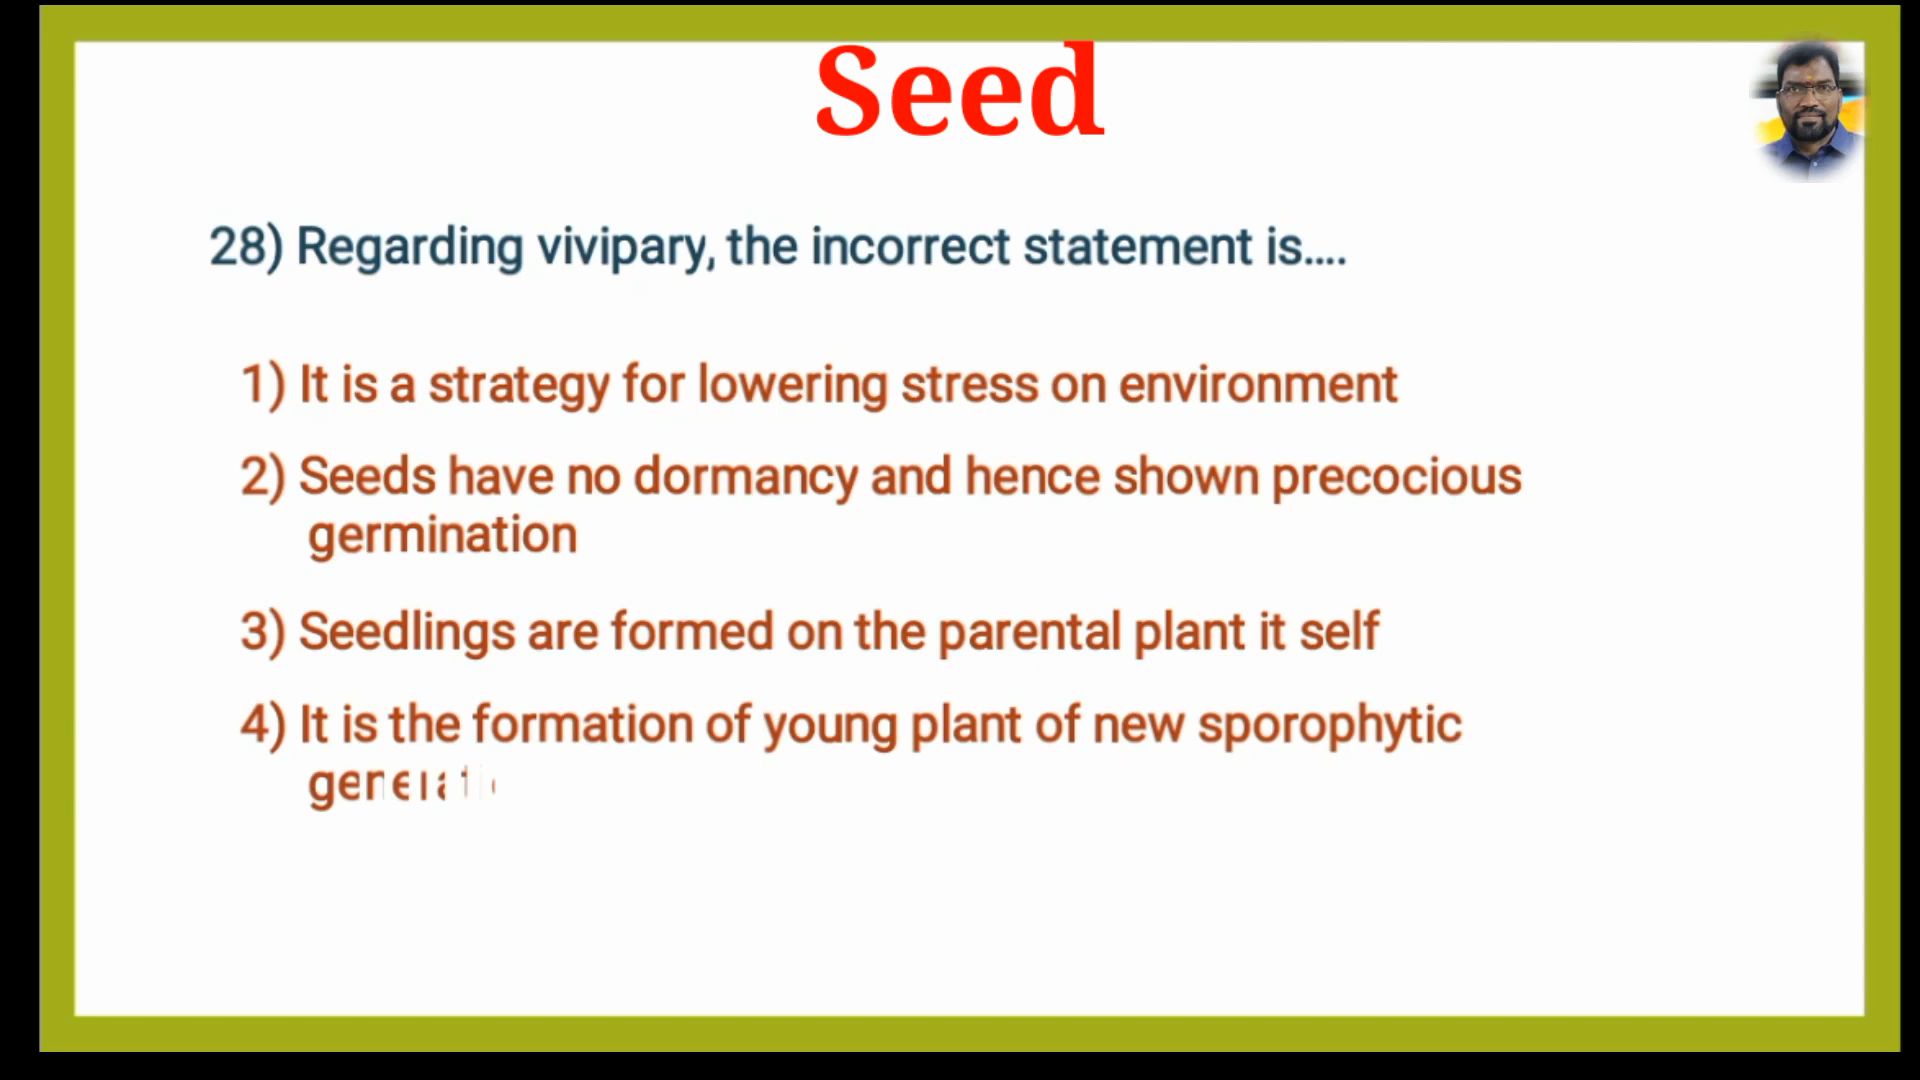 Seed
28) Regarding vivipary, the incorrect statement is....
1) It is a strategy for lowering stress on environment
2) Seeds have no dormancy and hence shown precocious
germination
3) Seedlings are formed on the parental plant it self
4) It is the formation of young plant of new sporophytic